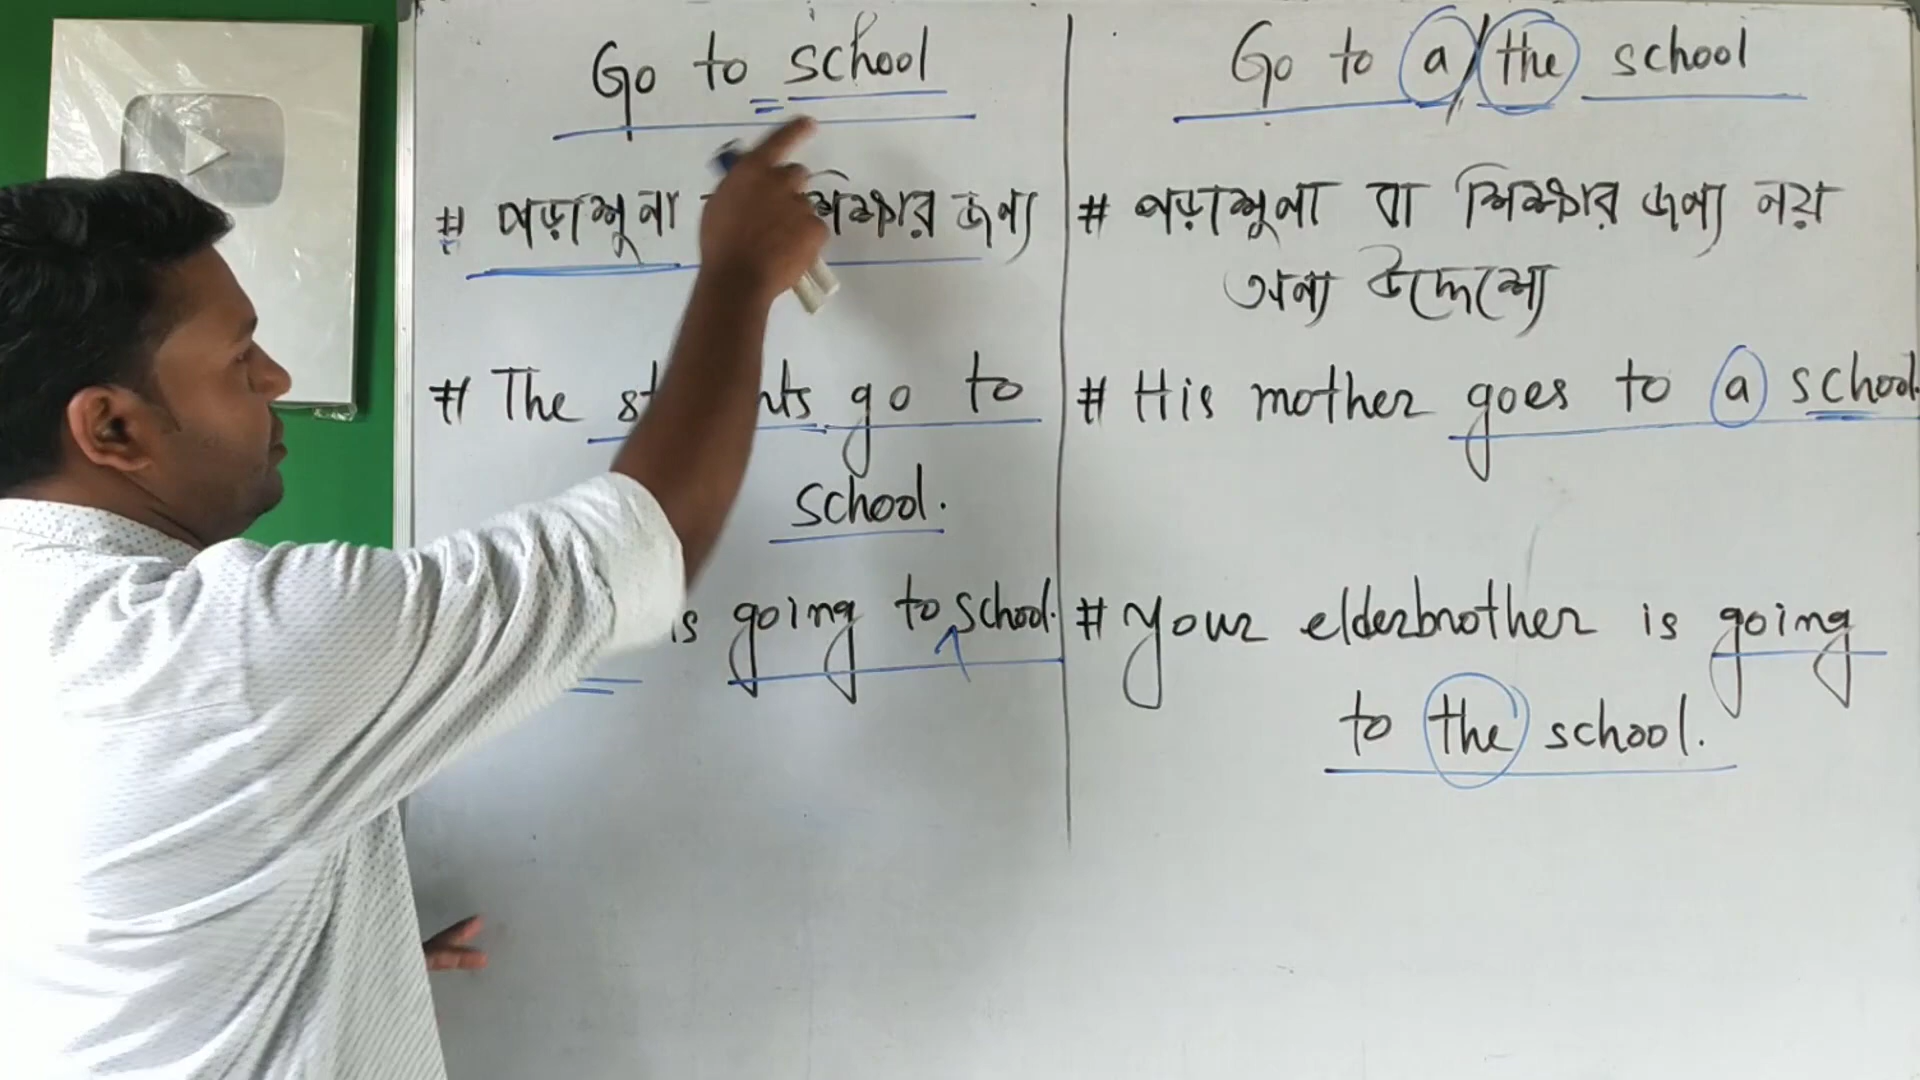 Go to school
# পড়াশুনা শিক্ষার জন্য
# The students go to
school.
is going to school.
Go to a/the school
# পড়াশুনা বা শিক্ষার জন্য নয়
অন্য উদ্দেশ্যে
# His mother goes to a school.
# Your elderbrother is going
to the school.